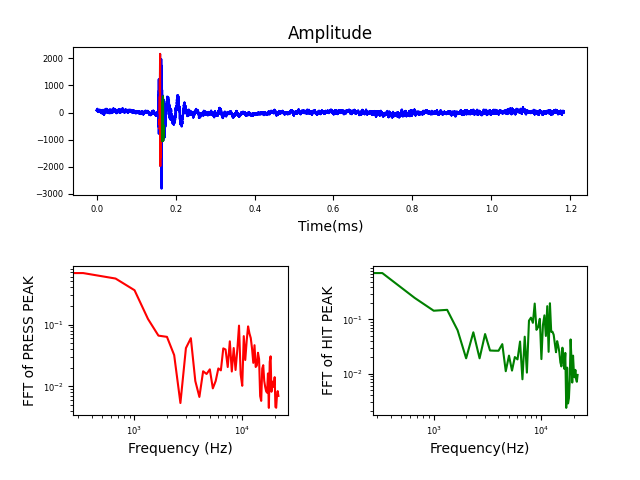 Amplitude
2000
1000
0
−1000
−2000
−3000
0.0 0.2 0.4 0.6 0.8 1.0 1.2
Time(ms)
FFT of PRESS PEAK
10⁻¹
10⁻²
10³ 10⁴
Frequency (Hz)
FFT of HIT PEAK
10⁻¹
10⁻²
10³ 10⁴
Frequency(Hz)